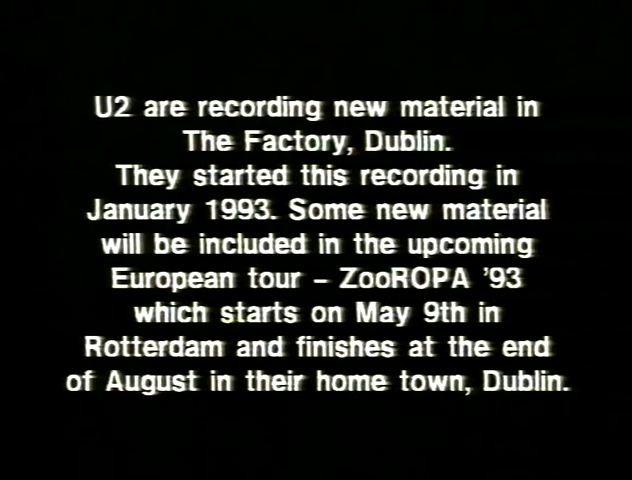 U2 are recording new material in
The Factory, Dublin.
They started this recording in
January 1993. Some new material
will be included in the upcoming
European tour – ZooROPA '93
which starts on May 9th in
Rotterdam and finishes at the end
of August in their home town, Dublin.